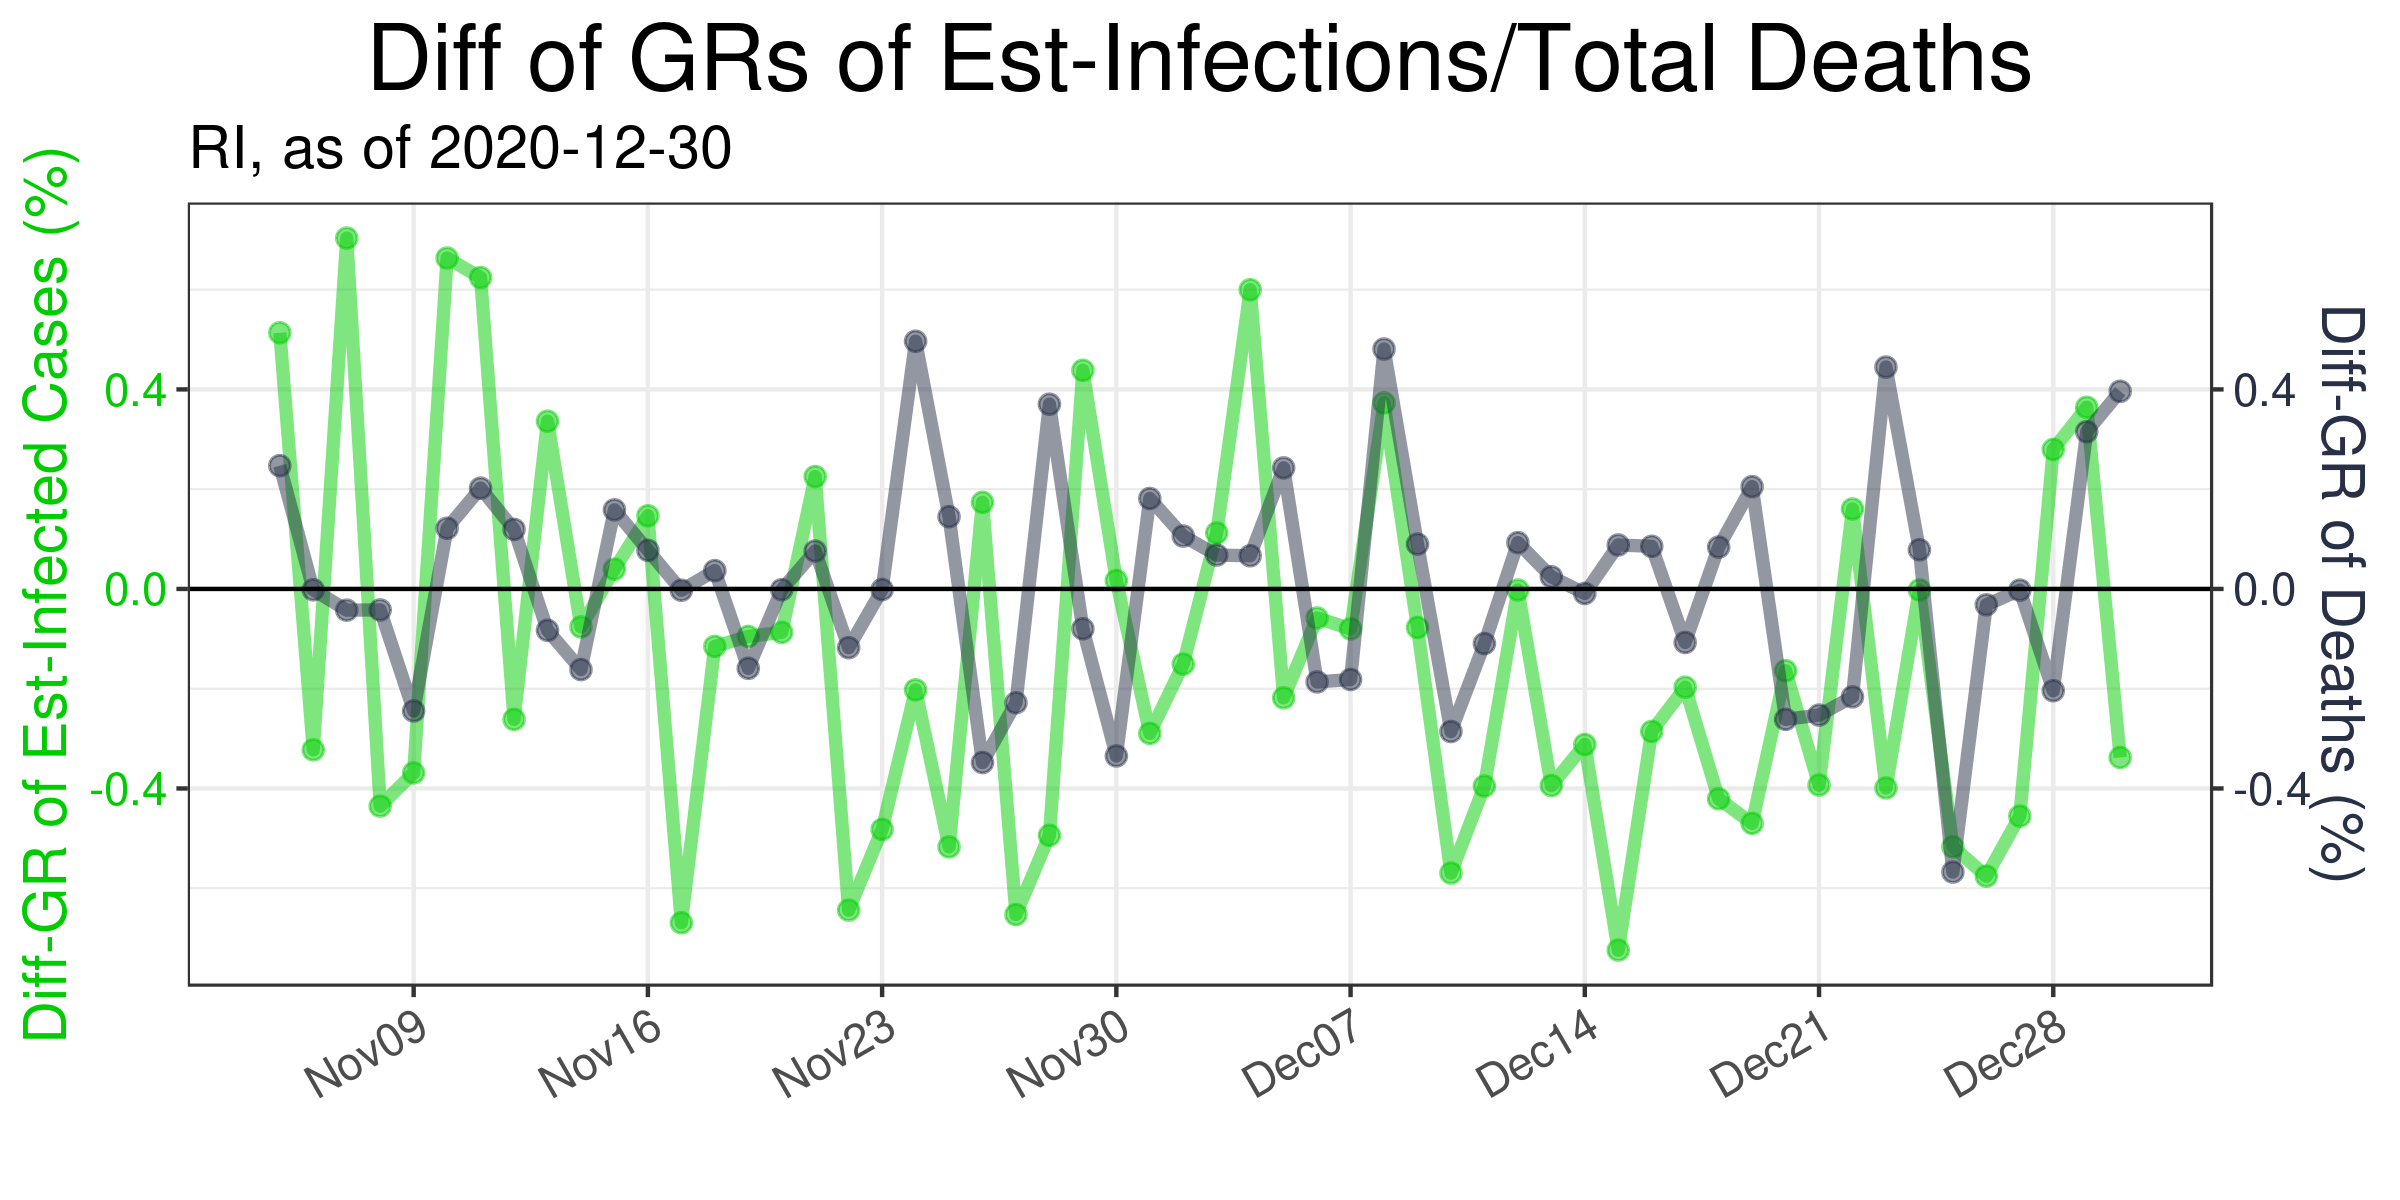 Diff of GRs of Est-Infections/Total Deaths
RI, as of 2020-12-30
Diff-GR of Est-Infected Cases (%)
0.4
0.0
-0.4
0.4
0.0
-0.4
Diff-GR of Deaths (%)
Nov09
Nov16
Nov23
Nov30
Dec07
Dec14
Dec21
Dec28